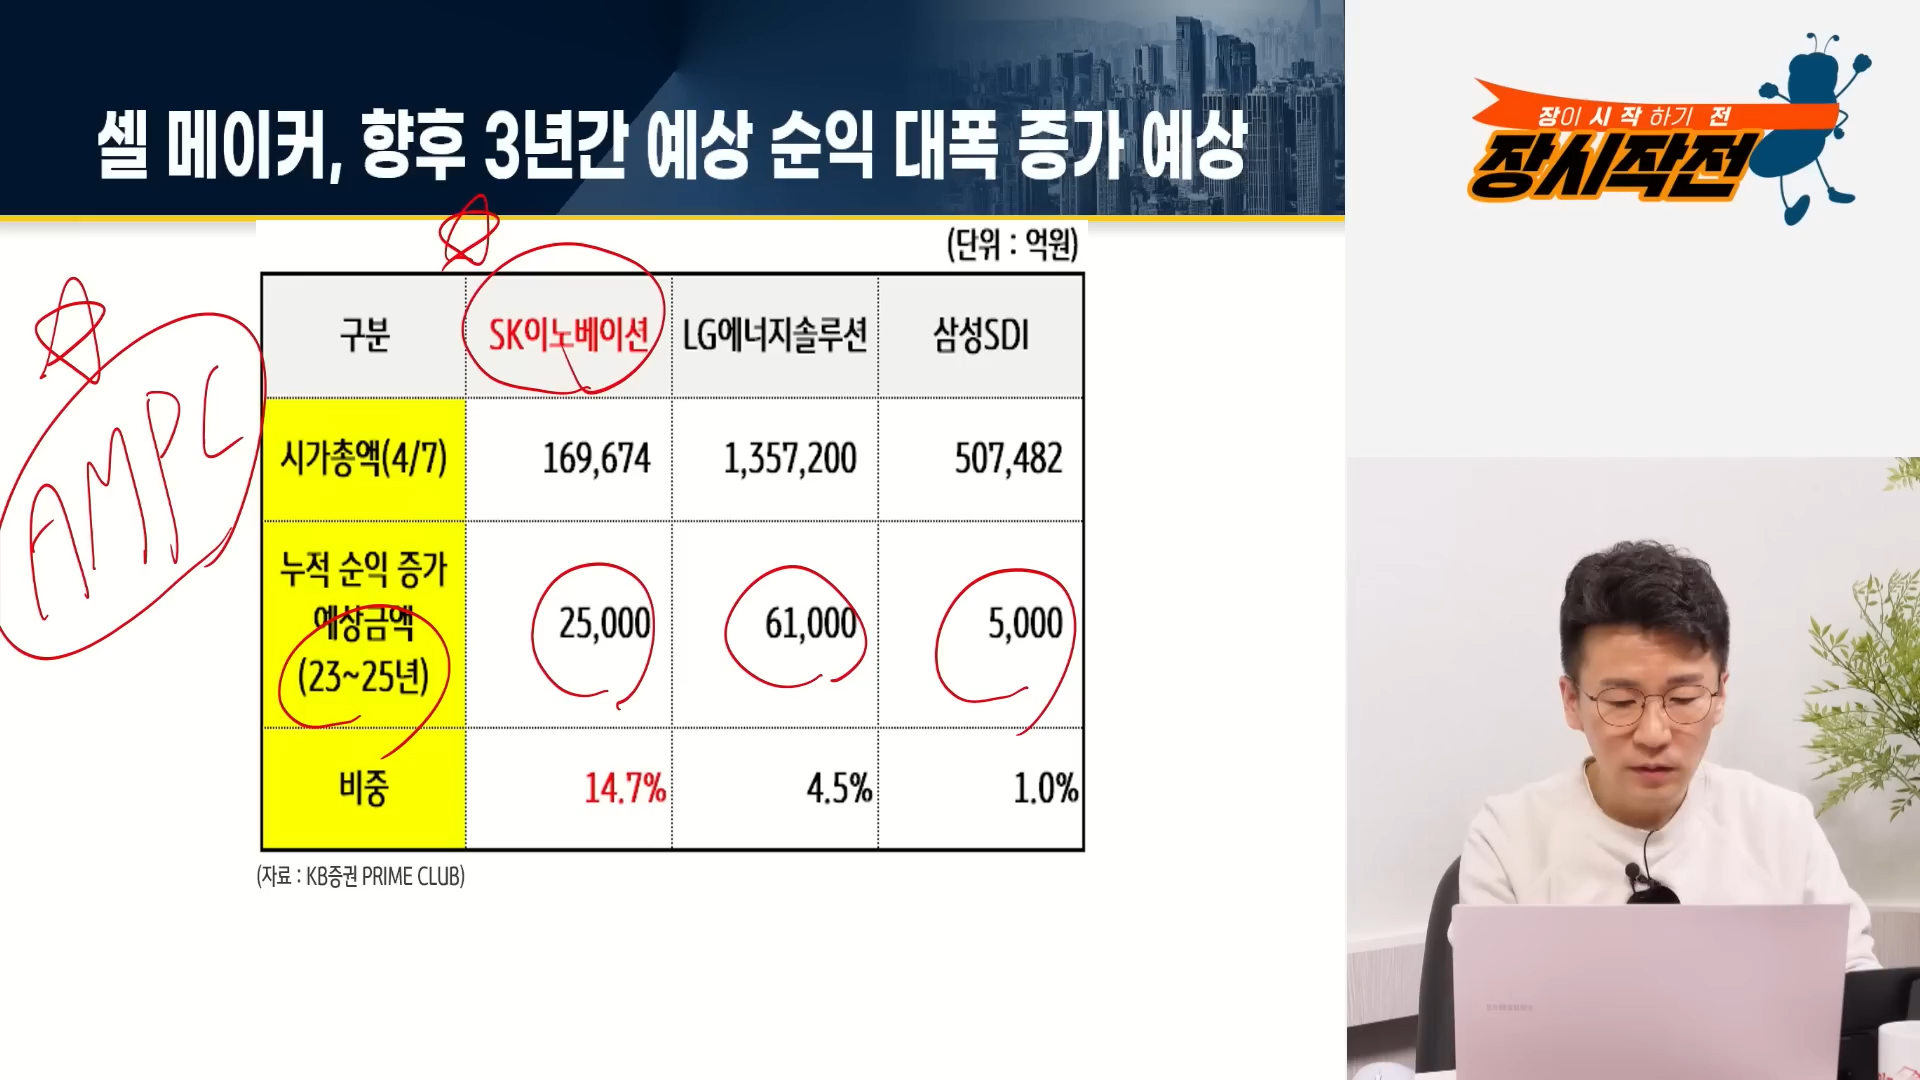 셀 메이커, 향후 3년간 예상 순익 대폭 증가 예상
장이 시작하기 전
장시작전
(단위 : 억원)
구분 SK이노베이션 LG에너지솔루션 삼성SDI
시가총액(4/7) 169,674 1,357,200 507,482
누적 순익 증가
예상금액
(23~25년) 25,000 61,000 5,000
비중 14.7% 4.5% 1.0%
(자료 : KB증권 PRIME CLUB)
AMPC